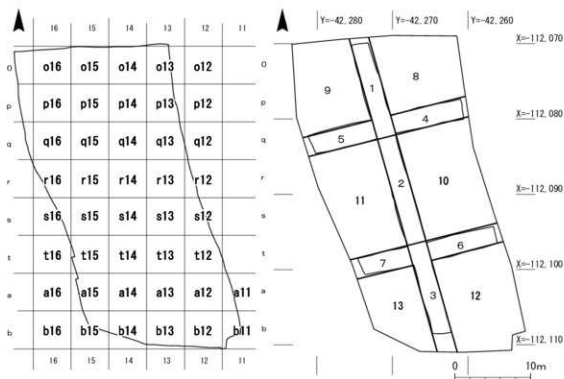 16 15 14 13 12 11
o o16 o15 o14 o13 o12
p p16 p15 p14 p13 p12
q q16 q15 q14 q13 q12
r r16 r15 r14 r13 r12
s s16 s15 s14 s13 s12
t t16 t15 t14 t13 t12
a a16 a15 a14 a13 a12 a11
b b16 b15 b14 b13 b12 b11
16 15 14 13 12 11
Y=-42,280 Y=-42,270 Y=-42,260
X=-112,070
o
9 1 8
p
4 X=-112,080
q 5
r 2 10
11 X=-112,090
s
t 6
7 X=-112,100
a 3 12
13
b X=-112,110
0 10m